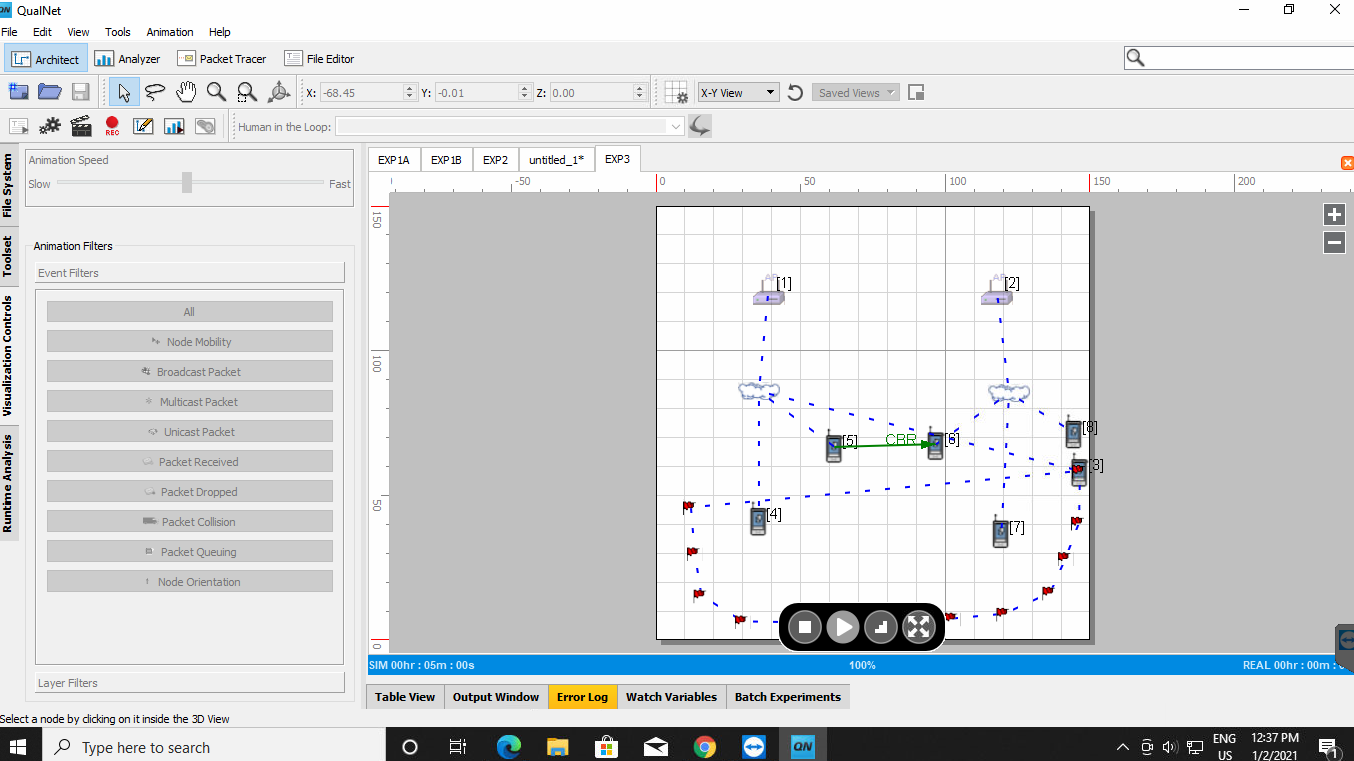 QN QualNet
File Edit View Tools Animation Help
Architect Analyzer Packet Tracer File Editor
X: -68.45 Y: -0.01 Z: 0.00 X-Y View Saved Views
REC Human in the Loop:
File System
Toolset
Visualization Controls
Runtime Analysis
Animation Speed
Slow Fast
Animation Filters
Event Filters
All
Node Mobility
Broadcast Packet
Multicast Packet
Unicast Packet
Packet Received
Packet Dropped
Packet Collision
Packet Queuing
Node Orientation
Layer Filters
EXP1A EXP1B EXP2 untitled_1* EXP3
-50 0 50 100 150 200
150
100
50
0
AP [1] AP [2]
[5] CBR [6] [8]
[3]
[4] [7]
SIM 00hr : 05m : 00s 100% REAL 00hr : 00m :
Table View Output Window Error Log Watch Variables Batch Experiments
Select a node by clicking on it inside the 3D View
Type here to search
QN
ENG
US
12:37 PM
1/2/2021
1